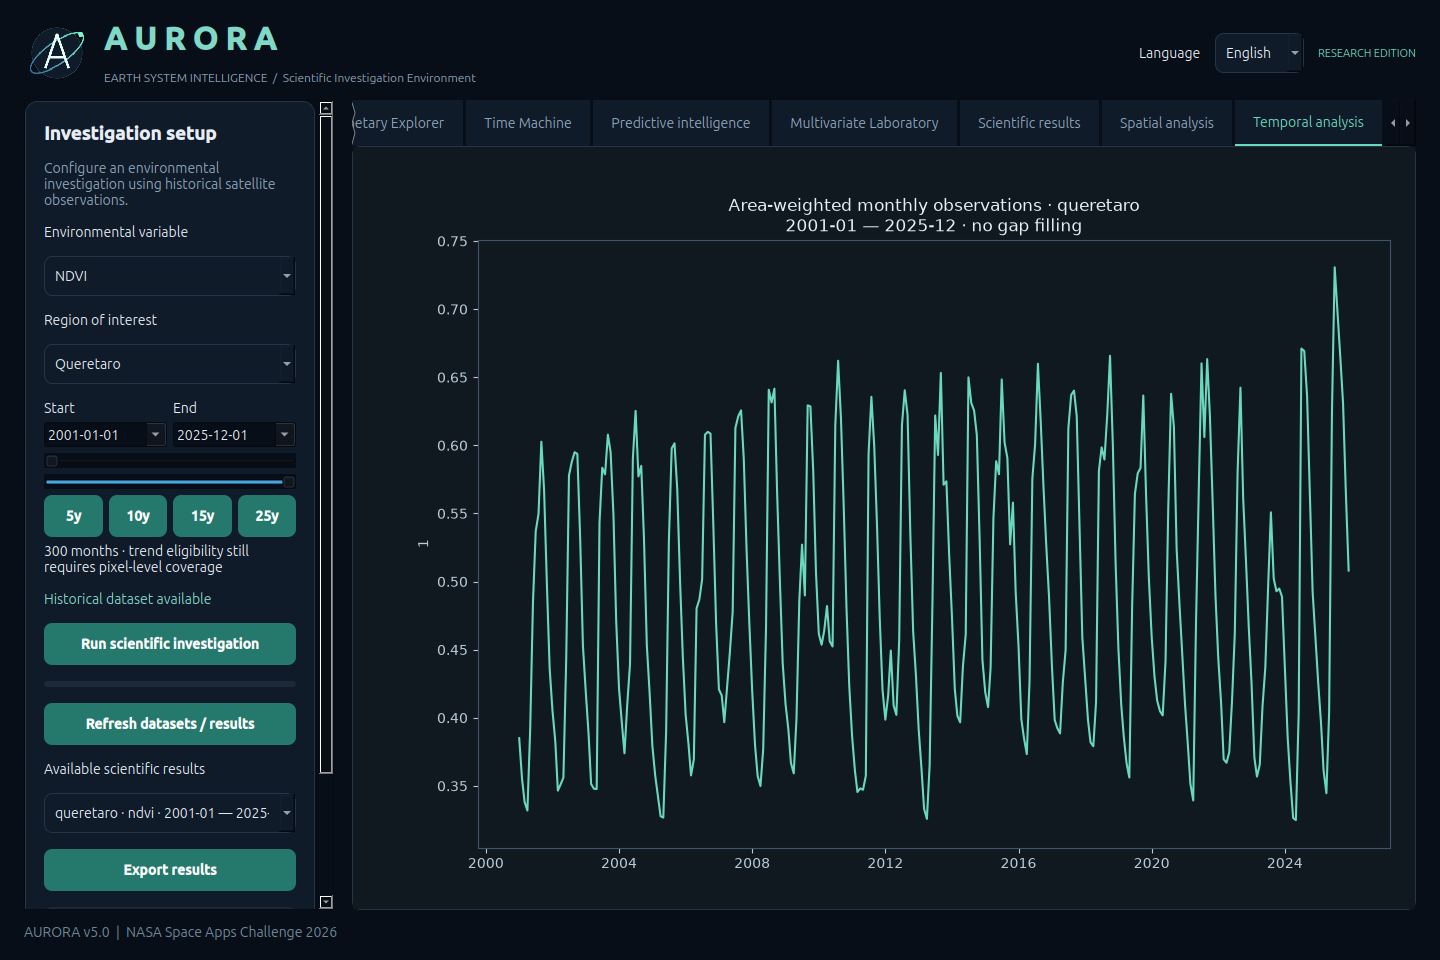 AURORA
EARTH SYSTEM INTELLIGENCE / Scientific Investigation Environment
Language
English
RESEARCH EDITION
Investigation setup
Configure an environmental
investigation using historical satellite
observations.
Environmental variable
NDVI
Region of interest
Queretaro
Start
End
2001-01-01
2025-12-01
5y
10y
15y
25y
300 months · trend eligibility still
requires pixel-level coverage
Historical dataset available
Run scientific investigation
Refresh datasets / results
Available scientific results
queretaro · ndvi · 2001-01 — 2025-
Export results
etary Explorer
Time Machine
Predictive intelligence
Multivariate Laboratory
Scientific results
Spatial analysis
Temporal analysis
Area-weighted monthly observations · queretaro
2001-01 — 2025-12 · no gap filling
0.75
0.70
0.65
0.60
0.55
0.50
0.45
0.40
0.35
1
2000
2004
2008
2012
2016
2020
2024
AURORA v5.0 | NASA Space Apps Challenge 2026